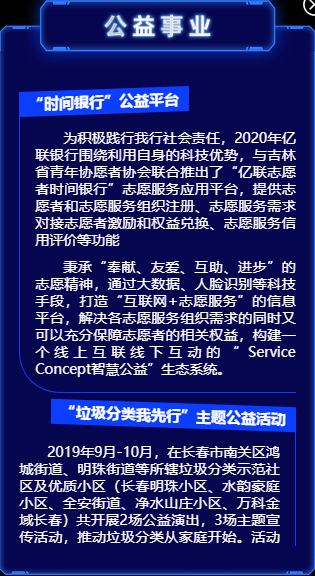 公益事业
“时间银行”公益平台
为积极践行我行社会责任，2020年亿
联银行围绕利用自身的科技优势，与吉林
省青年协愿者协会联合推出了“亿联志愿
者时间银行”志愿服务应用平台，提供志
愿者和志愿服务组织注册、志愿服务需求
对接志愿者激励和权益兑换、志愿服务信
用评价等功能
秉承“奉献、友爱、互助、进步”的
志愿精神，通过大数据、人脸识别等科技
手段，打造“互联网+志愿服务”的信息
平台，解决各志愿服务组织需求的同时又
可以充分保障志愿者的相关权益，构建一
个线上互联线下互动的“Service
Concept智慧公益”生态系统。
“垃圾分类我先行”主题公益活动
2019年9月-10月，在长春市南关区鸿
城街道、明珠街道等所辖垃圾分类示范社
区及优质小区（长春明珠小区、水韵豪庭
小区、全安街道、净水山庄小区、万科金
域长春）共开展2场公益演出，3场主题宣
传活动，推动垃圾分类从家庭开始。活动